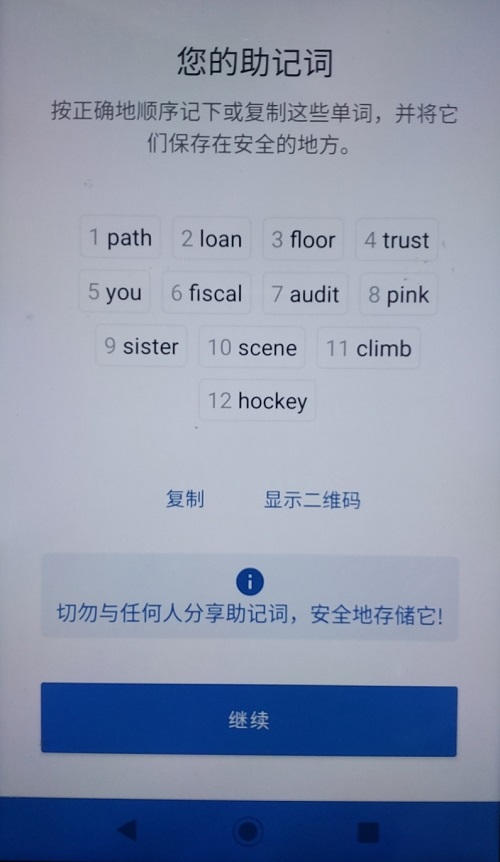 您的助记词
按正确地顺序记下或复制这些单词，并将它
们保存在安全的地方。
1 path 2 loan 3 floor 4 trust
5 you 6 fiscal 7 audit 8 pink
9 sister 10 scene 11 climb
12 hockey
复制 显示二维码
切勿与任何人分享助记词，安全地存储它!
继续